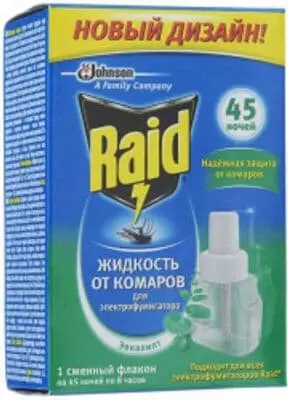 НОВЫЙ ДИЗАЙН!
SC Johnson
A Family Company
Raid
45
ночей
Надёжная защита
от комаров
ЖИДКОСТЬ
ОТ КОМАРОВ
для
электрофумигатора
Эвкалипт
1 сменный флакон
на 45 ночей по 8 часов
Подходит для всех
электрофумигаторов Raid®